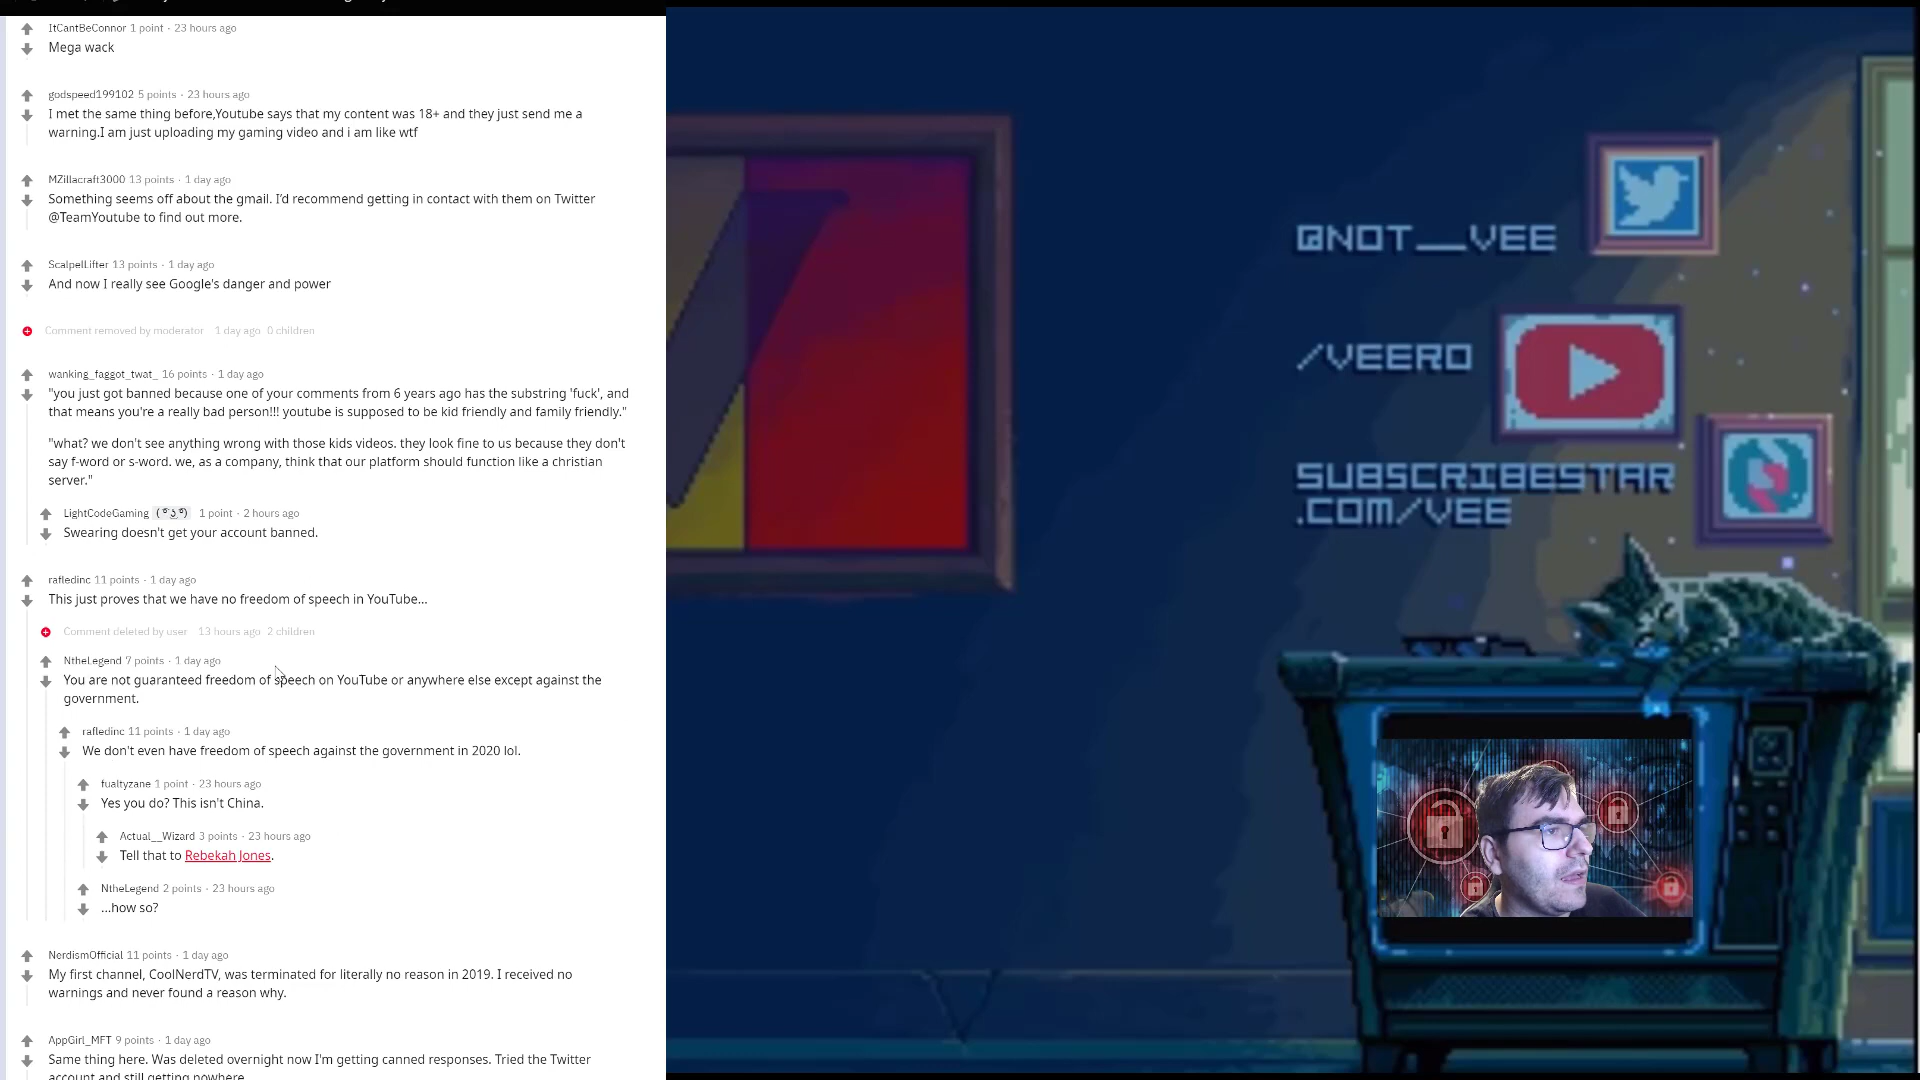 ItCantBeConnor 1 point · 23 hours ago
Mega wack
godspeed199102 5 points · 23 hours ago
I met the same thing before,Youtube says that my content was 18+ and they just send me a
warning.I am just uploading my gaming video and i am like wtf
MZillacraft3000 13 points · 1 day ago
Something seems off about the gmail. I'd recommend getting in contact with them on Twitter
@TeamYoutube to find out more.
ScalpelLifter 13 points · 1 day ago
And now I really see Google's danger and power
Comment removed by moderator 1 day ago 0 children
wanking_faggot_twat_ 16 points · 1 day ago
"you just got banned because one of your comments from 6 years ago has the substring 'fuck', and
that means you're a really bad person!!! youtube is supposed to be kid friendly and family friendly."
"what? we don't see anything wrong with those kids videos. they look fine to us because they don't
say f-word or s-word. we, as a company, think that our platform should function like a christian
server."
LightCodeGaming ( ͡° ͜ʖ ͡°) 1 point · 2 hours ago
Swearing doesn't get your account banned.
rafledinc 11 points · 1 day ago
This just proves that we have no freedom of speech in YouTube...
Comment deleted by user 13 hours ago 2 children
NtheLegend 7 points · 1 day ago
You are not guaranteed freedom of speech on YouTube or anywhere else except against the
government.
rafledinc 11 points · 1 day ago
We don't even have freedom of speech against the government in 2020 lol.
fualtyzane 1 point · 23 hours ago
Yes you do? This isn't China.
Actual__Wizard 3 points · 23 hours ago
Tell that to Rebekah Jones.
NtheLegend 2 points · 23 hours ago
...how so?
NerdismOfficial 11 points · 1 day ago
My first channel, CoolNerdTV, was terminated for literally no reason in 2019. I received no
warnings and never found a reason why.
AppGirl_MFT 9 points · 1 day ago
Same thing here. Was deleted overnight now I'm getting canned responses. Tried the Twitter
account and still getting nowhere
@NOT__VEE
/VEERO
SUBSCRIBESTAR
.COM/VEE